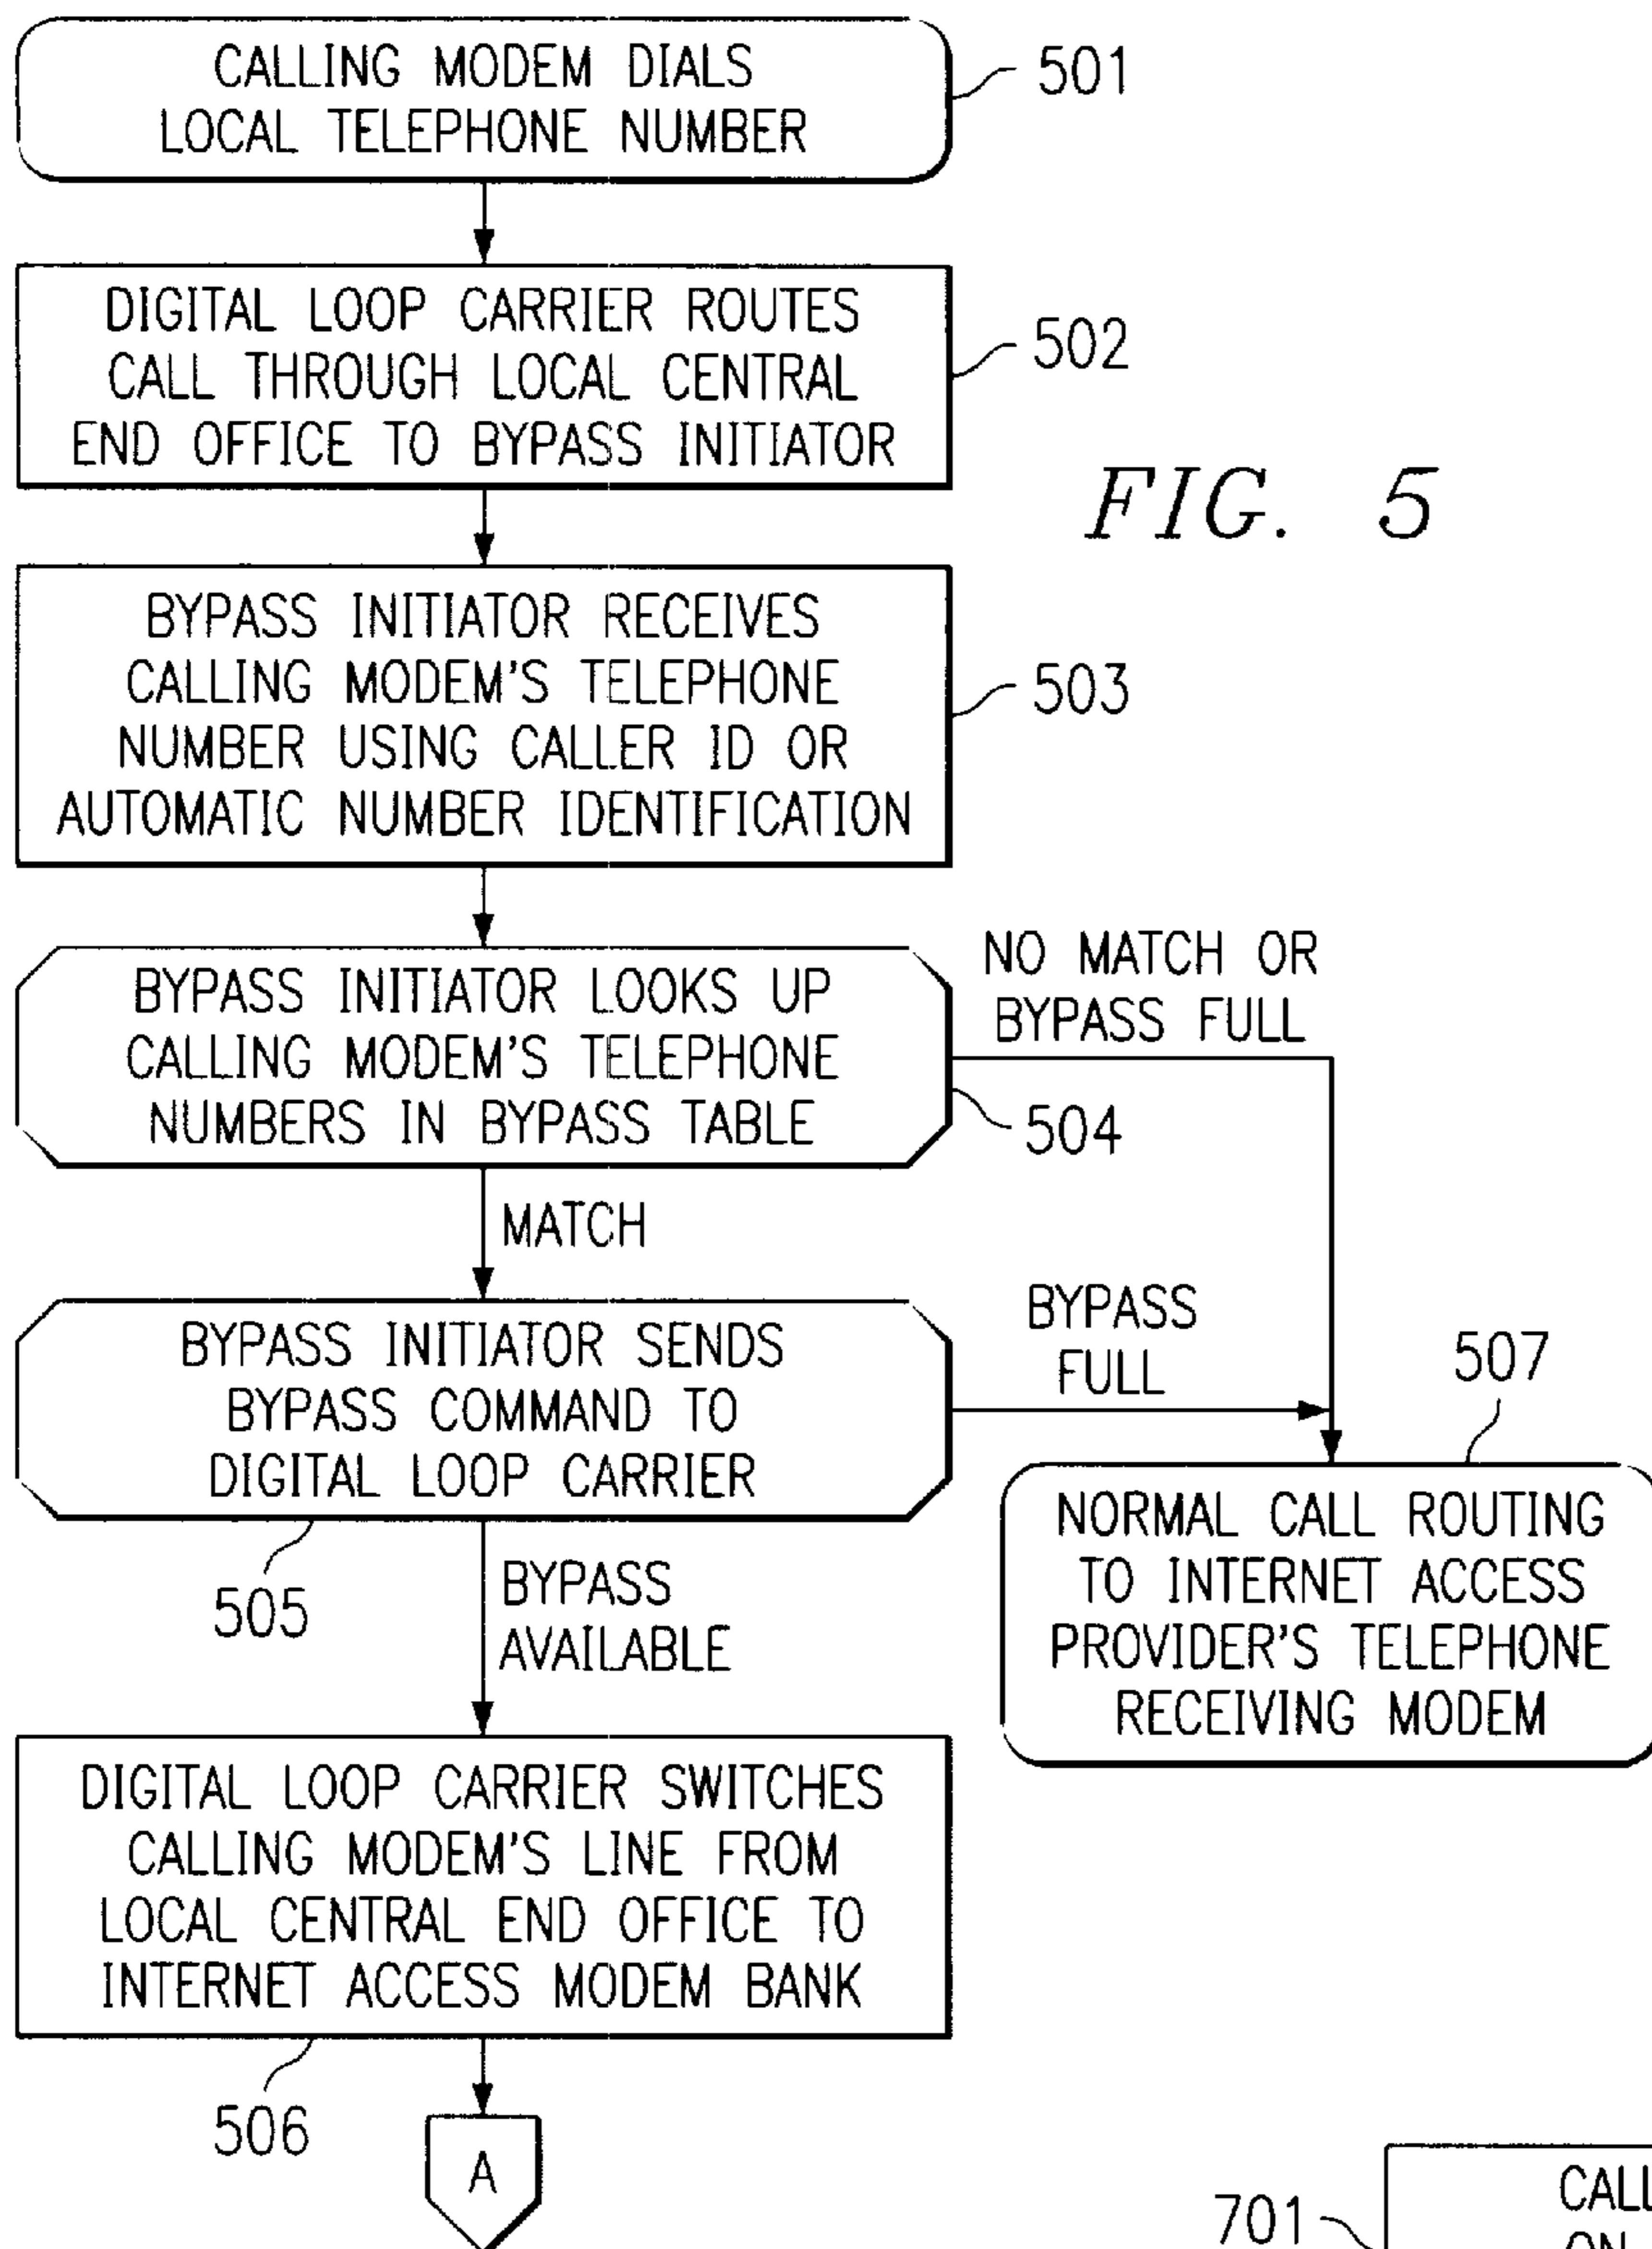 CALLING MODEM DIALS
LOCAL TELEPHONE NUMBER
501
DIGITAL LOOP CARRIER ROUTES
CALL THROUGH LOCAL CENTRAL
END OFFICE TO BYPASS INITIATOR
502
FIG. 5
BYPASS INITIATOR RECEIVES
CALLING MODEM'S TELEPHONE
NUMBER USING CALLER ID OR
AUTOMATIC NUMBER IDENTIFICATION
503
BYPASS INITIATOR LOOKS UP
CALLING MODEM'S TELEPHONE
NUMBERS IN BYPASS TABLE
504
NO MATCH OR
BYPASS FULL
MATCH
BYPASS INITIATOR SENDS
BYPASS COMMAND TO
DIGITAL LOOP CARRIER
505
BYPASS
FULL
507
NORMAL CALL ROUTING
TO INTERNET ACCESS
PROVIDER'S TELEPHONE
RECEIVING MODEM
BYPASS
AVAILABLE
DIGITAL LOOP CARRIER SWITCHES
CALLING MODEM'S LINE FROM
LOCAL CENTRAL END OFFICE TO
INTERNET ACCESS MODEM BANK
506
A
701